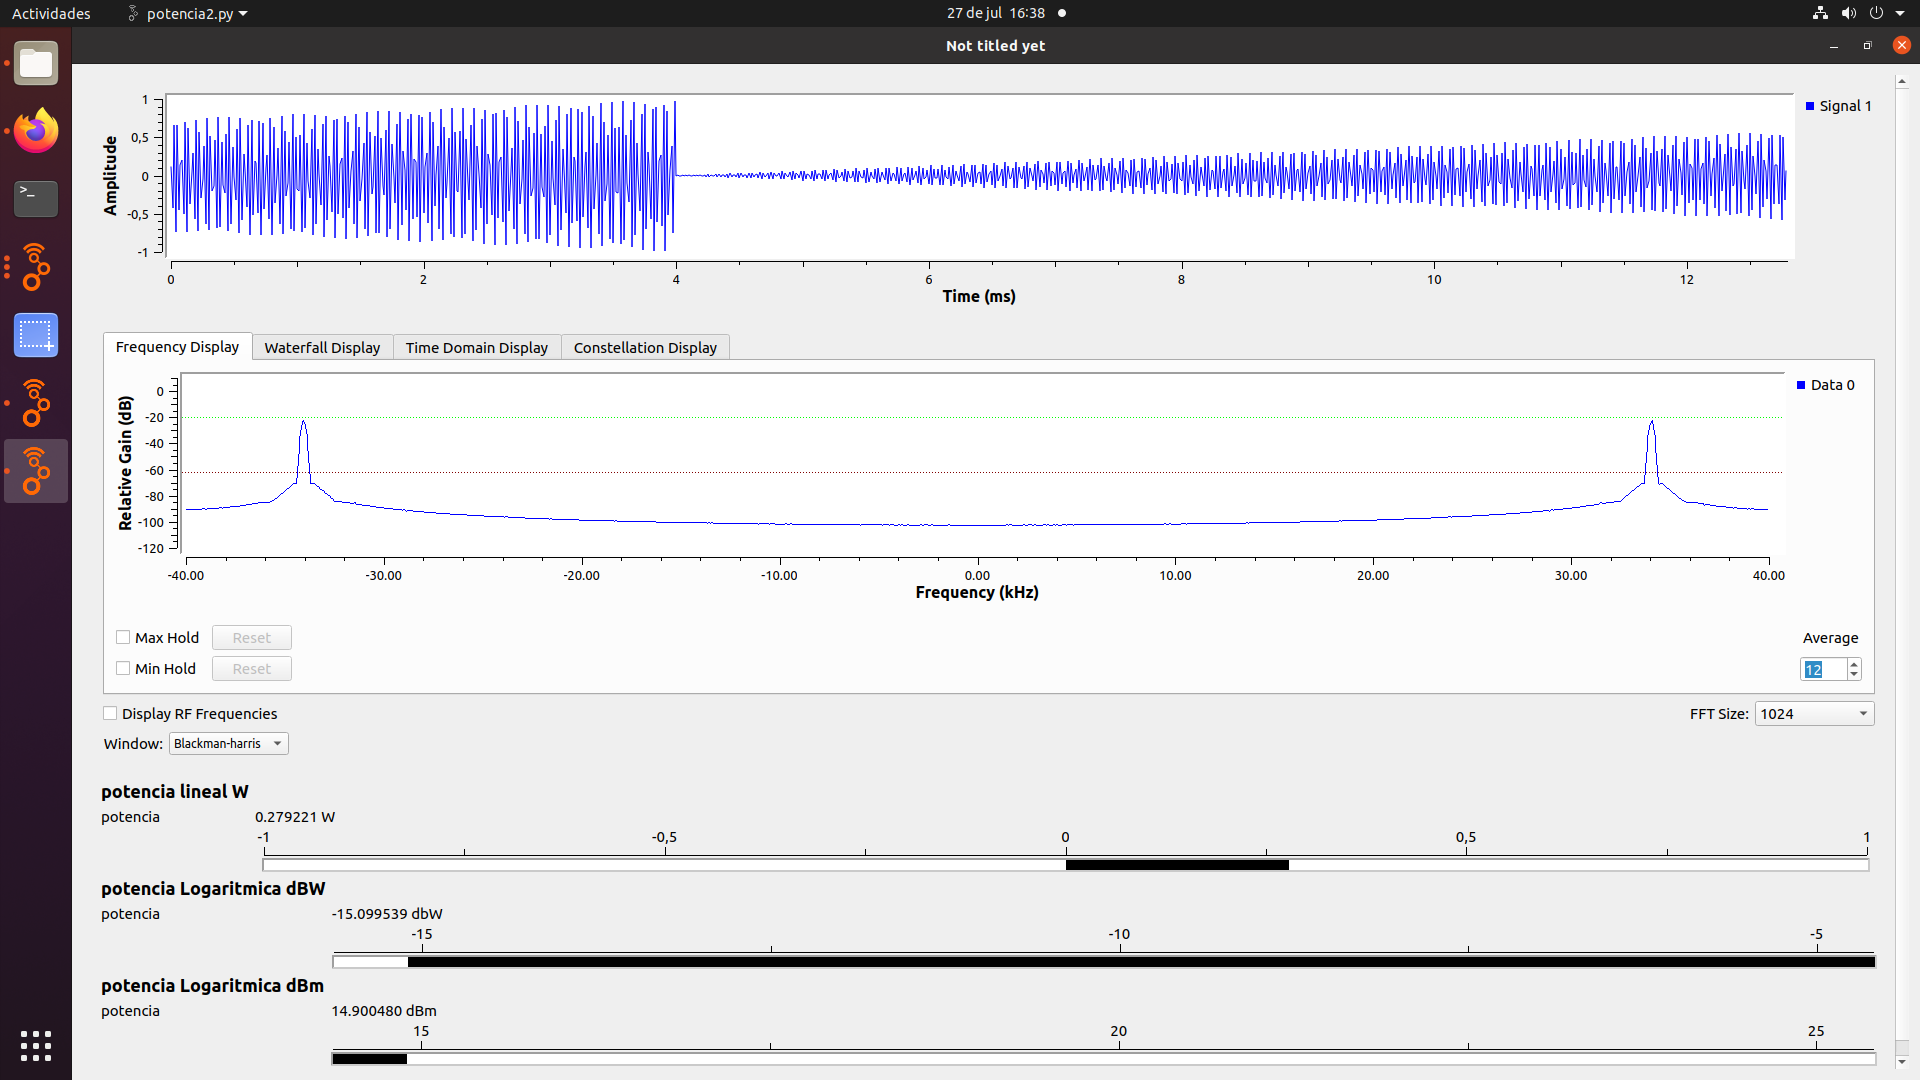 Actividades potencia2.py 27 de jul 16:38
Not titled yet
1
0,5
0
-0,5
-1
Amplitude
Signal 1
0 2 4 6 8 10 12
Time (ms)
Frequency Display Waterfall Display Time Domain Display Constellation Display
0
-20
-40
-60
-80
-100
-120
Relative Gain (dB)
Data 0
-40.00 -30.00 -20.00 -10.00 0.00 10.00 20.00 30.00 40.00
Frequency (kHz)
Max Hold Reset Average
Min Hold Reset 12
Display RF Frequencies FFT Size: 1024
Window: Blackman-harris
potencia lineal W
potencia 0.279221 W
-1 -0,5 0 0,5 1
potencia Logaritmica dBW
potencia -15.099539 dbW
-15 -10 -5
potencia Logaritmica dBm
potencia 14.900480 dBm
15 20 25